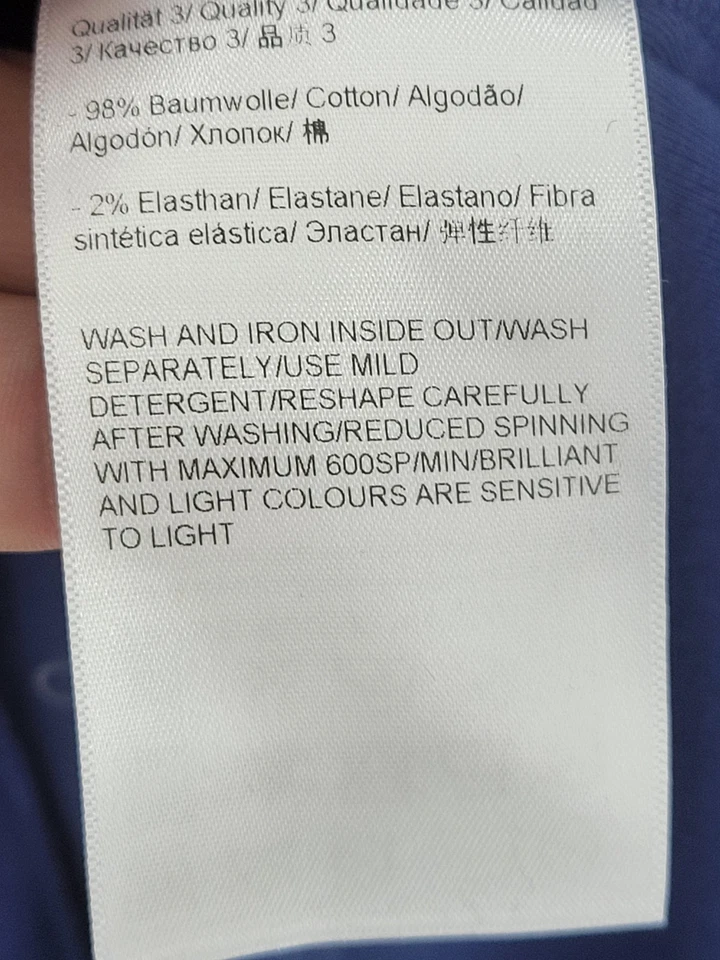 Qualität 3/ Quality 3/ Qualidade 3/ Calidad
3/ Качество 3/ 品质 3
- 98% Baumwolle/ Cotton/ Algodão/
Algodón/ Хлопок/ 棉
- 2% Elasthan/ Elastane/ Elastano/ Fibra
sintética elástica/ Эластан/ 弹性纤维
WASH AND IRON INSIDE OUT/WASH
SEPARATELY/USE MILD
DETERGENT/RESHAPE CAREFULLY
AFTER WASHING/REDUCED SPINNING
WITH MAXIMUM 600SP/MIN/BRILLIANT
AND LIGHT COLOURS ARE SENSITIVE
TO LIGHT